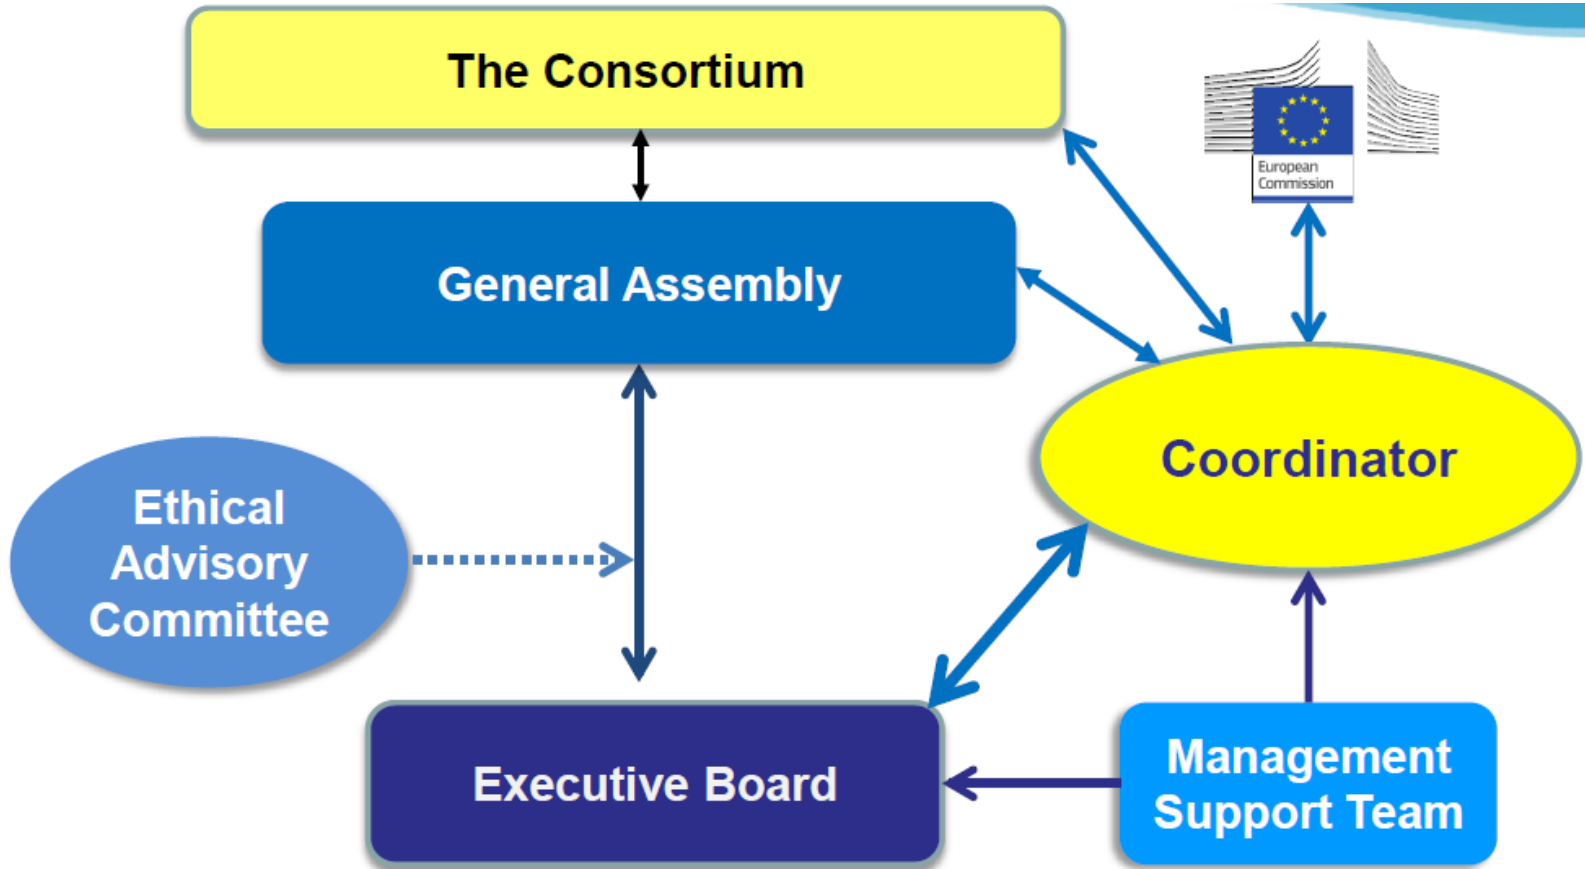 The Consortium
European
Commission
General Assembly
Coordinator
Ethical
Advisory
Committee
Executive Board
Management
Support Team